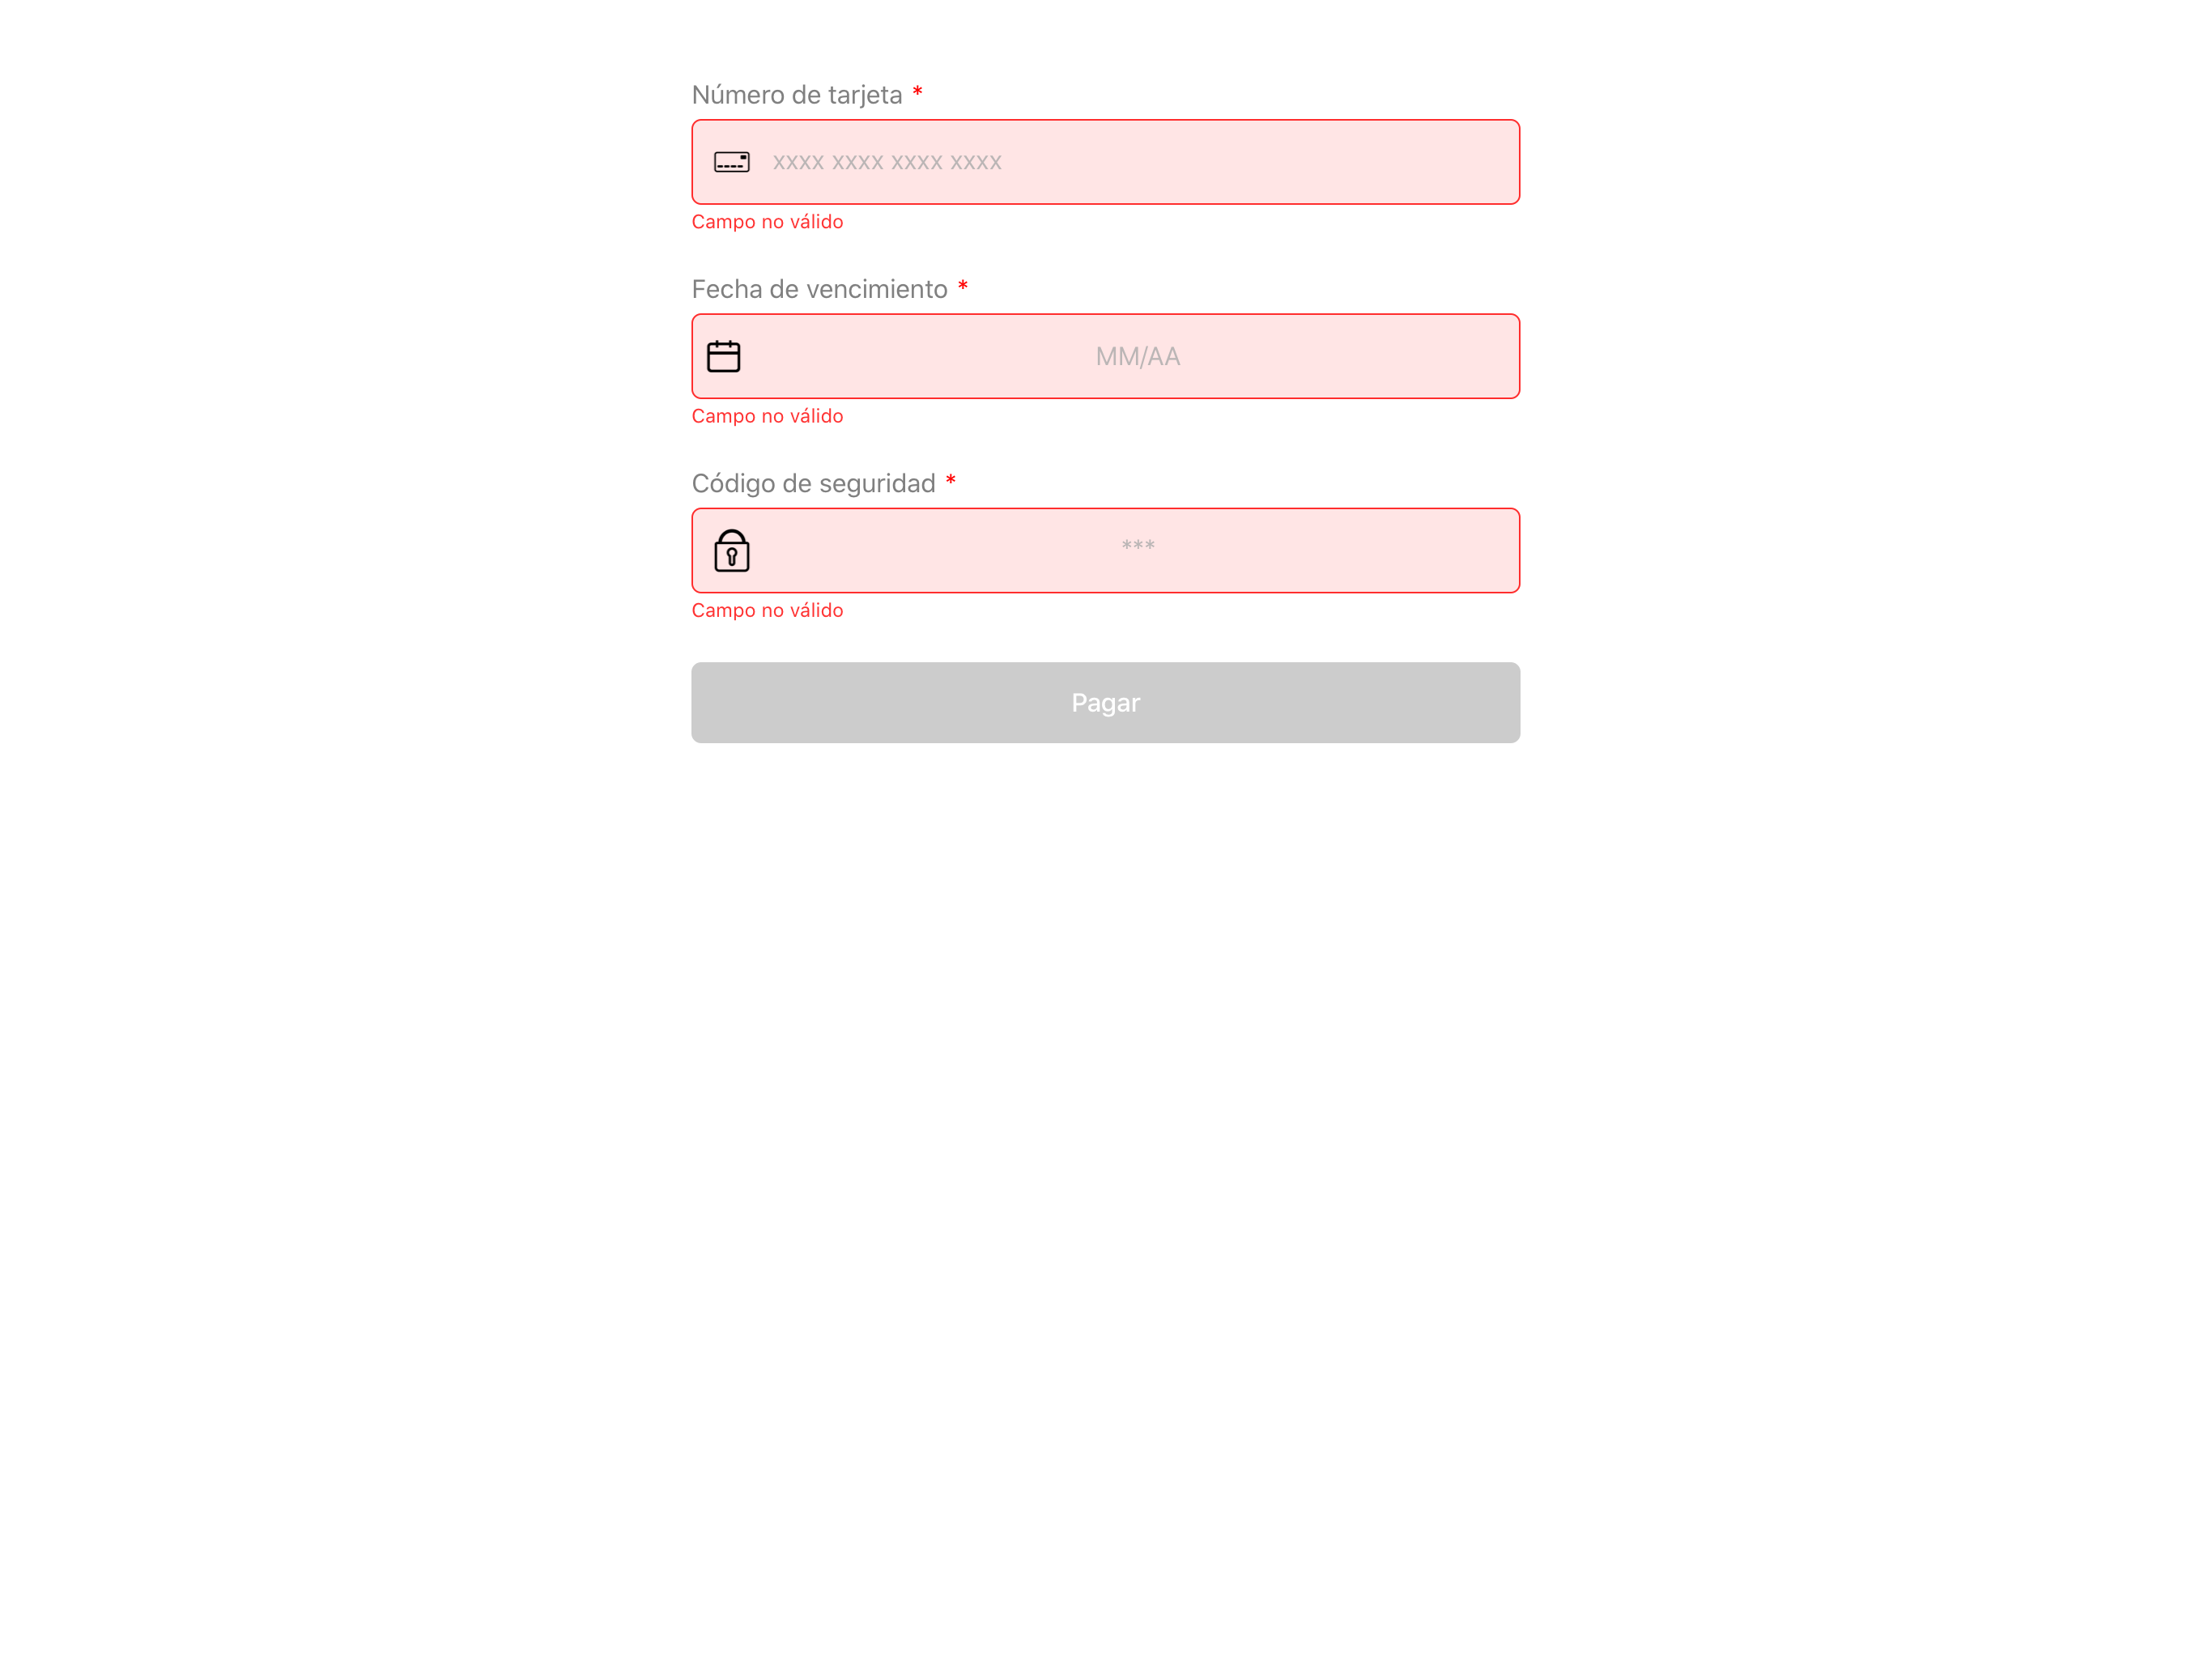 Número de tarjeta *
xxxx xxxx xxxx xxxx
Campo no válido
Fecha de vencimiento *
MM/AA
Campo no válido
Código de seguridad *
***
Campo no válido
Pagar